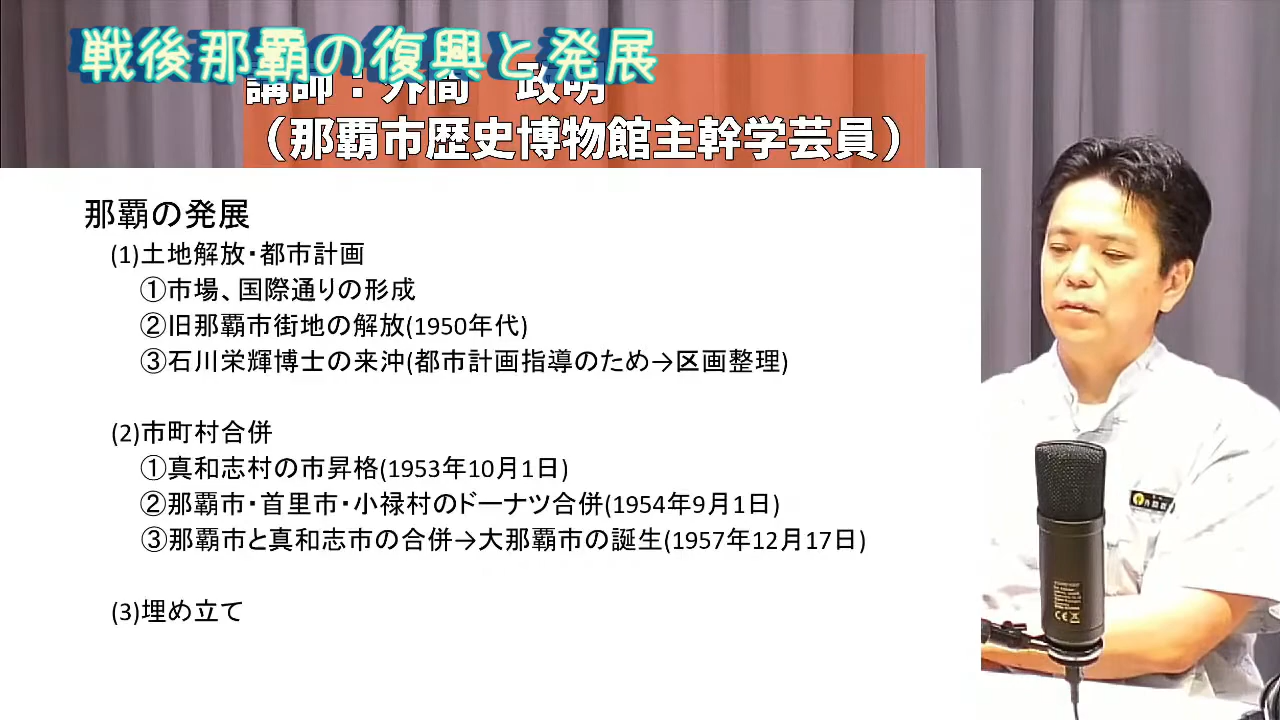 戦後那覇の復興と発展
講師：外間　政明
（那覇市歴史博物館主幹学芸員）
那覇の発展
(1)土地解放・都市計画
①市場、国際通りの形成
②旧那覇市街地の解放(1950年代)
③石川栄輝博士の来沖(都市計画指導のため→区画整理)
(2)市町村合併
①真和志村の市昇格(1953年10月1日)
②那覇市・首里市・小禄村のドーナツ合併(1954年9月1日)
③那覇市と真和志市の合併→大那覇市の誕生(1957年12月17日)
(3)埋め立て